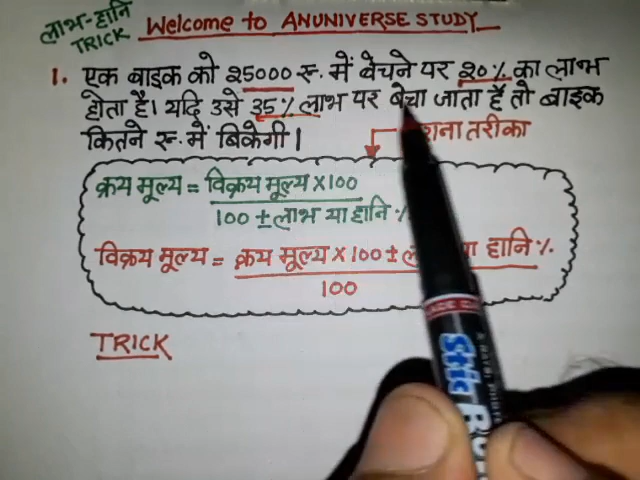 लाभ-हानि
TRICK
Welcome to ANUNIVERSE STUDY
1. एक बाइक को 25000 रु. में बेचने पर 20% का लाभ
होता है। यदि उसे 35% लाभ पर बेचा जाता है तो बाइक
कितने रु. में बिकेगी।
तरीका
क्रय मूल्य = विक्रय मूल्य × 100
100 ± लाभ या हानि %
विक्रय मूल्य = क्रय मूल्य × 100 ± हानि %
100
TRICK
Stic